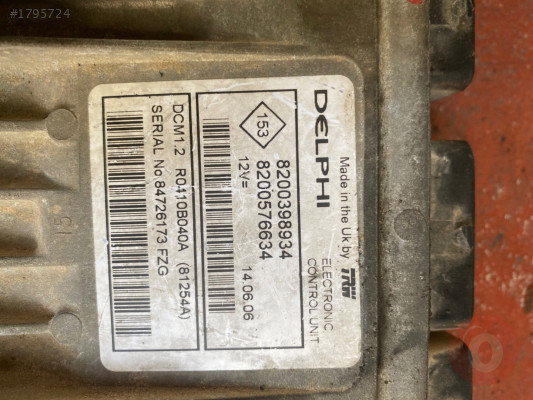 #1795724
DELPHI
Made in the Uk by TRW
ELECTRONIC
CONTROL UNIT
153
8200398934
8200576634
12V=
14.06.06
DCM1.2 R0410B040A (81254A)
SERIAL No 84726173 FZG